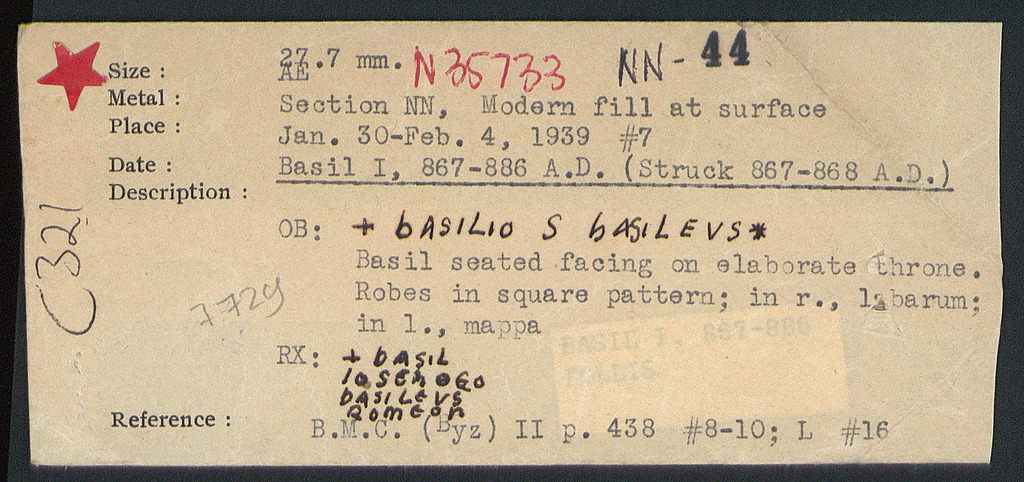 Size : 27.7 mm. N35733 NN-44
Metal : AE
Place : Section NN, Modern fill at surface
Jan. 30-Feb. 4, 1939 #7
Date : Basil I, 867-886 A.D. (Struck 867-868 A.D.)
Description :
OB: + bASILIO S bASILEVS*
Basil seated facing on elaborate throne.
Robes in square pattern; in r., labarum;
in l., mappa
RX: + bASIL
IOSEN ΘEO
bASILEVS
ROMEON
Reference : B.M.C. (Byz) II p. 438 #8-10; L #16
C321
7729
BASIL I, 867-886
FOLLIS